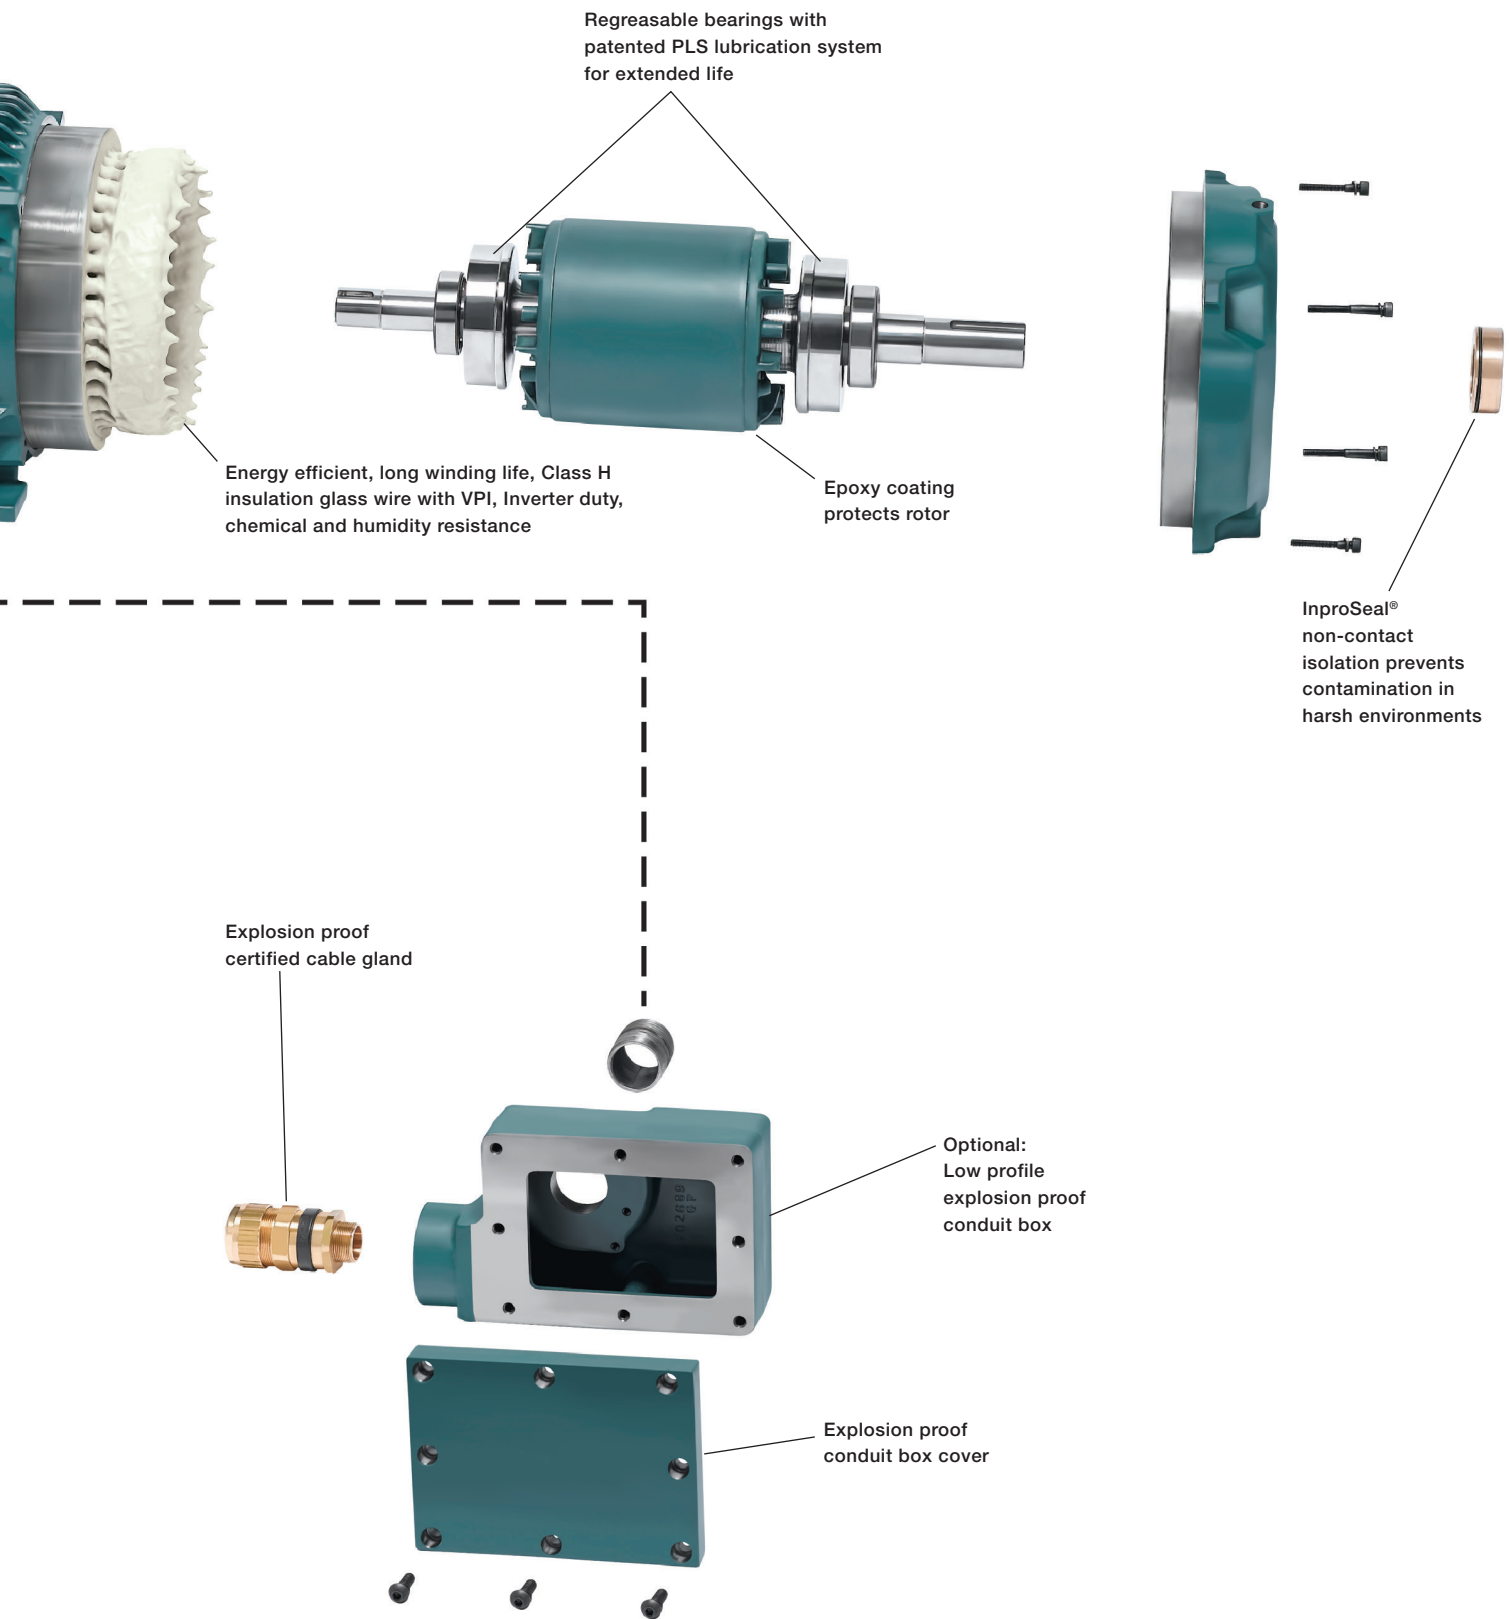 Regreasable bearings with
patented PLS lubrication system
for extended life
Energy efficient, long winding life, Class H
insulation glass wire with VPI, Inverter duty,
chemical and humidity resistance
Epoxy coating
protects rotor
InproSeal®
non-contact
isolation prevents
contamination in
harsh environments
Explosion proof
certified cable gland
Optional:
Low profile
explosion proof
conduit box
Explosion proof
conduit box cover